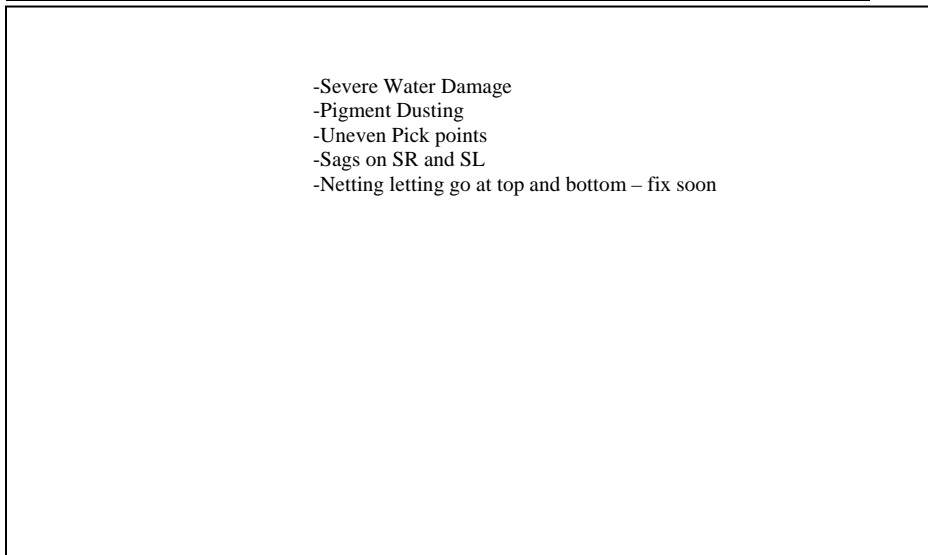 -Severe Water Damage
-Pigment Dusting
-Uneven Pick points
-Sags on SR and SL
-Netting letting go at top and bottom – fix soon